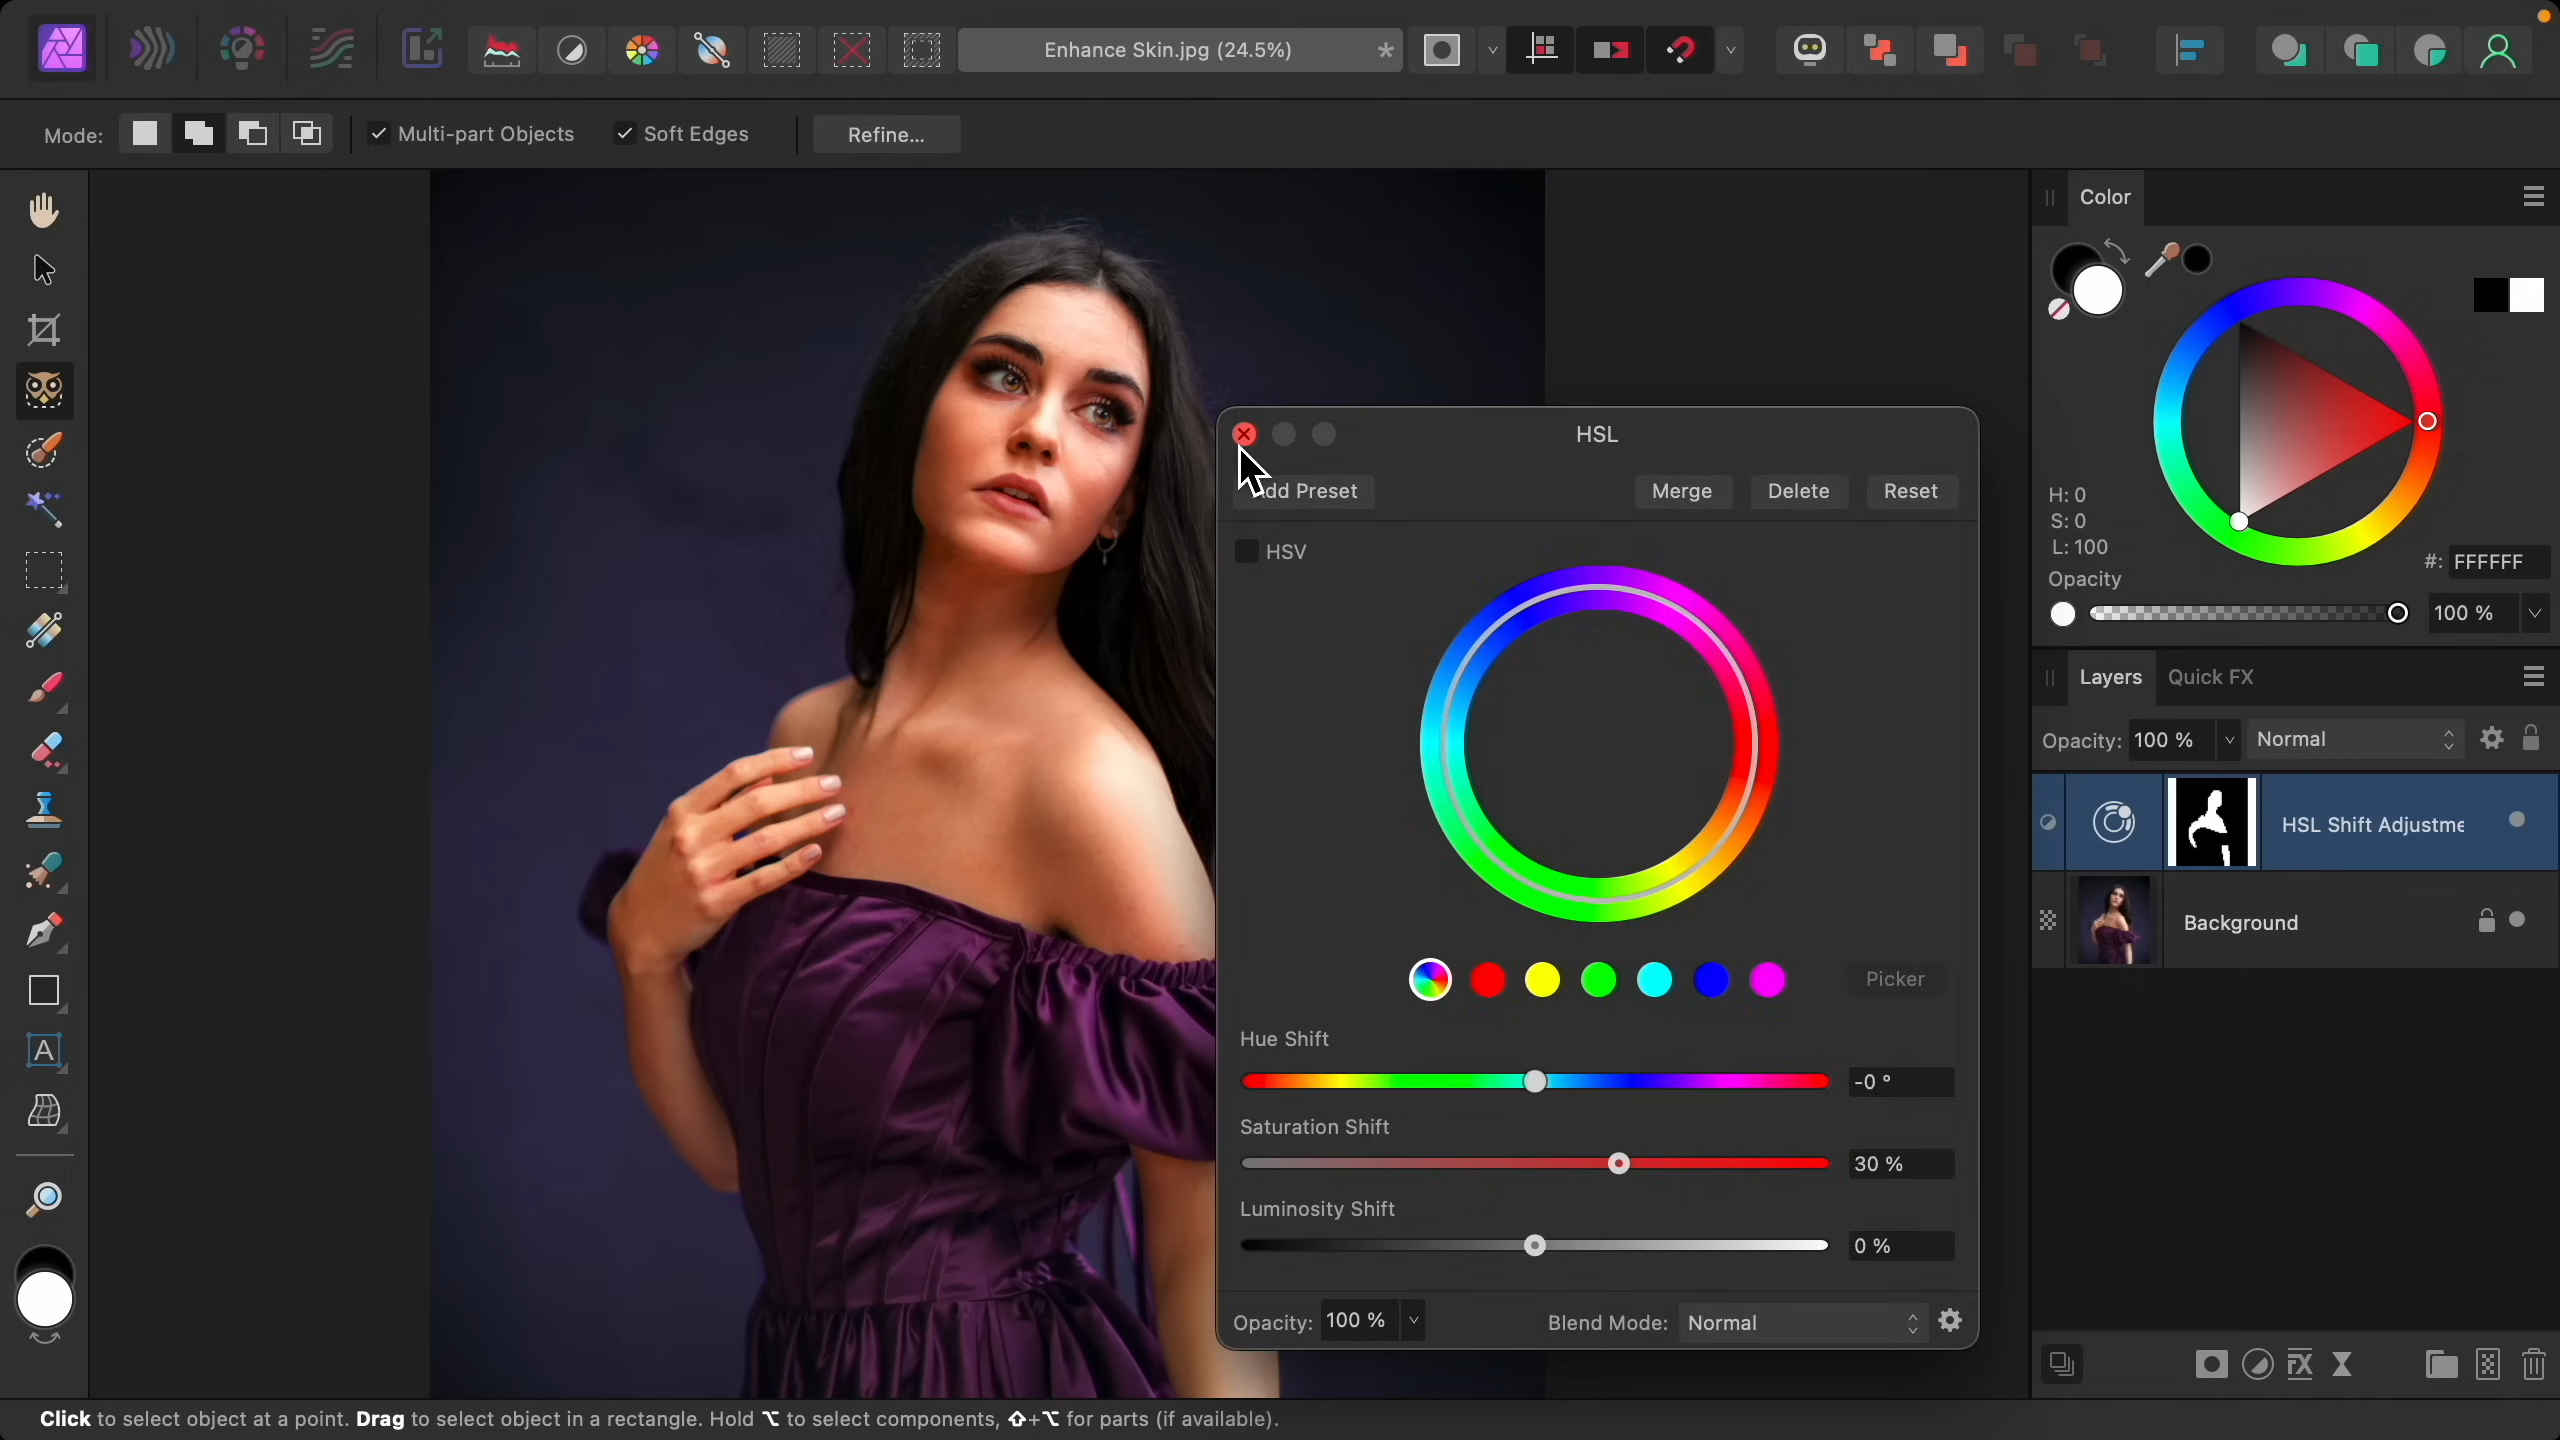 Enhance Skin.jpg (24.5%) *
Mode: Multi-part Objects Soft Edges Refine...
Color
H: 0
S: 0
L: 100
#: FFFFFF
Opacity
100 %
HSL
Preset Merge Delete Reset
HSV
Picker
Hue Shift
-0 °
Saturation Shift
30 %
Luminosity Shift
0 %
Opacity: 100 % Blend Mode: Normal
Layers Quick FX
Opacity: 100 % Normal
HSL Shift Adjustme
Background
FX
A
Click to select object at a point. Drag to select object in a rectangle. Hold ⌥ to select components, ⇧+⌥ for parts (if available).